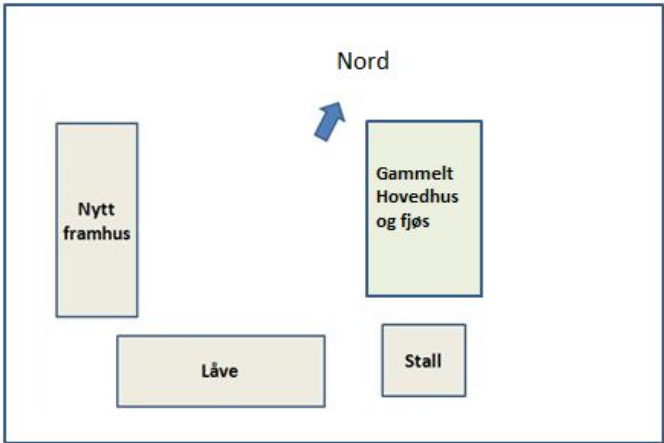 Nord
Gammelt
Hovedhus
og fjøs
Nytt
framhus
Låve
Stall